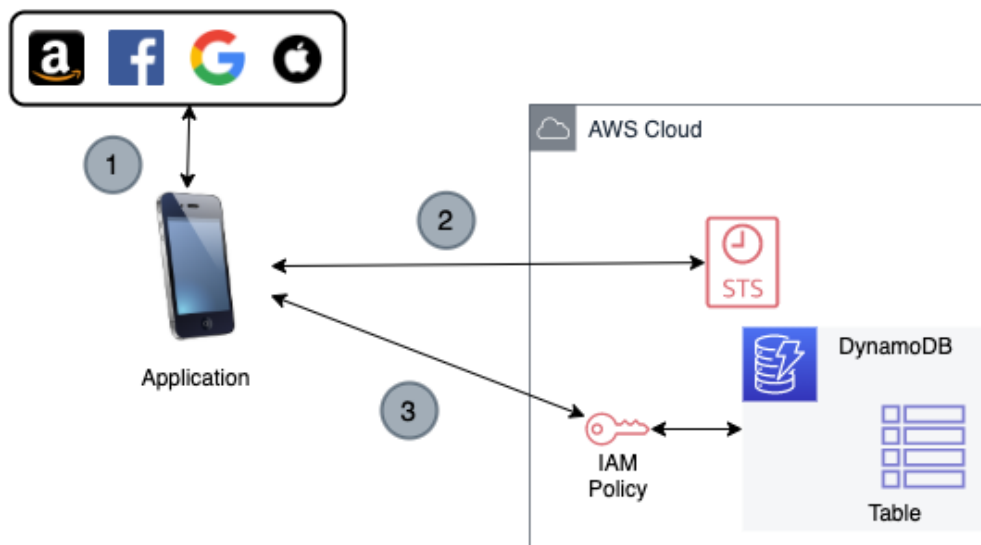 1
AWS Cloud
2
STS
Application
DynamoDB
3
IAM
Policy
Table